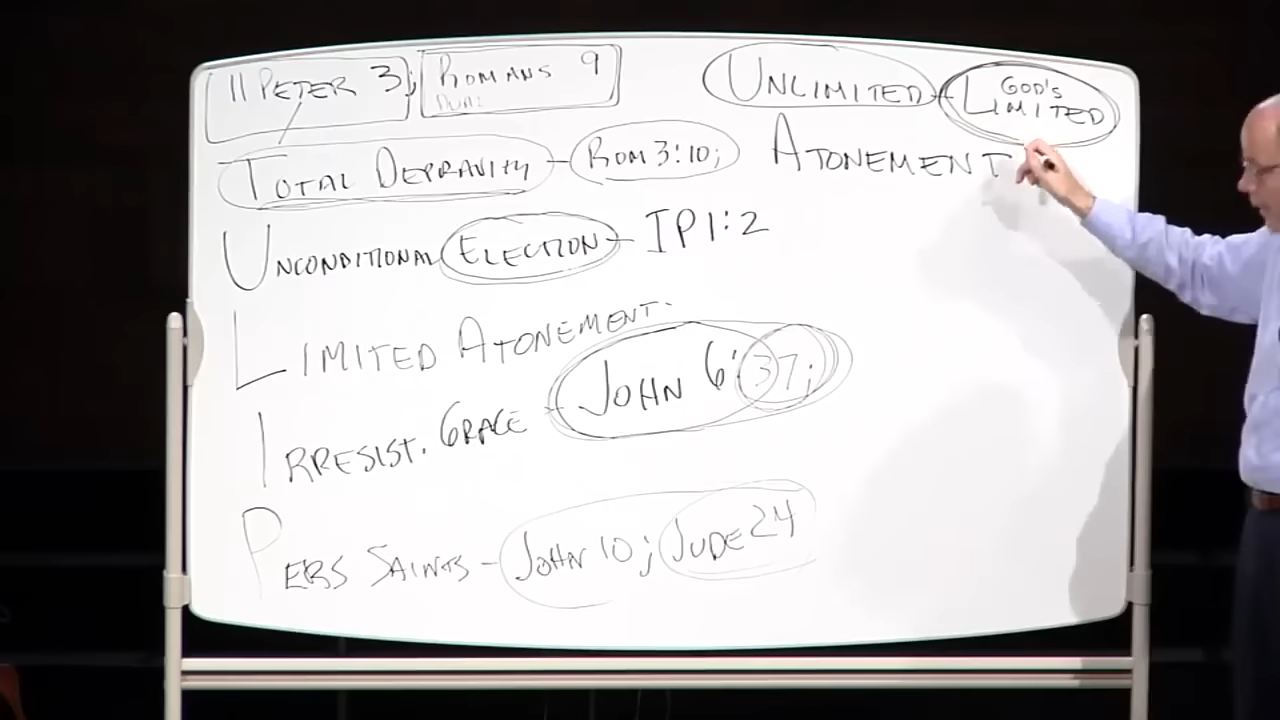 II PETER 3; ROMANS 9
UNLIMITED - GOD'S LIMITED
ATONEMENT
TOTAL DEPRAVITY - ROM 3:10;
UNCONDITIONAL ELECTION - I P 1:2
LIMITED ATONEMENT.
IRRESIST. GRACE - JOHN 6:37;
PERS SAINTS - JOHN 10; JUDE 24